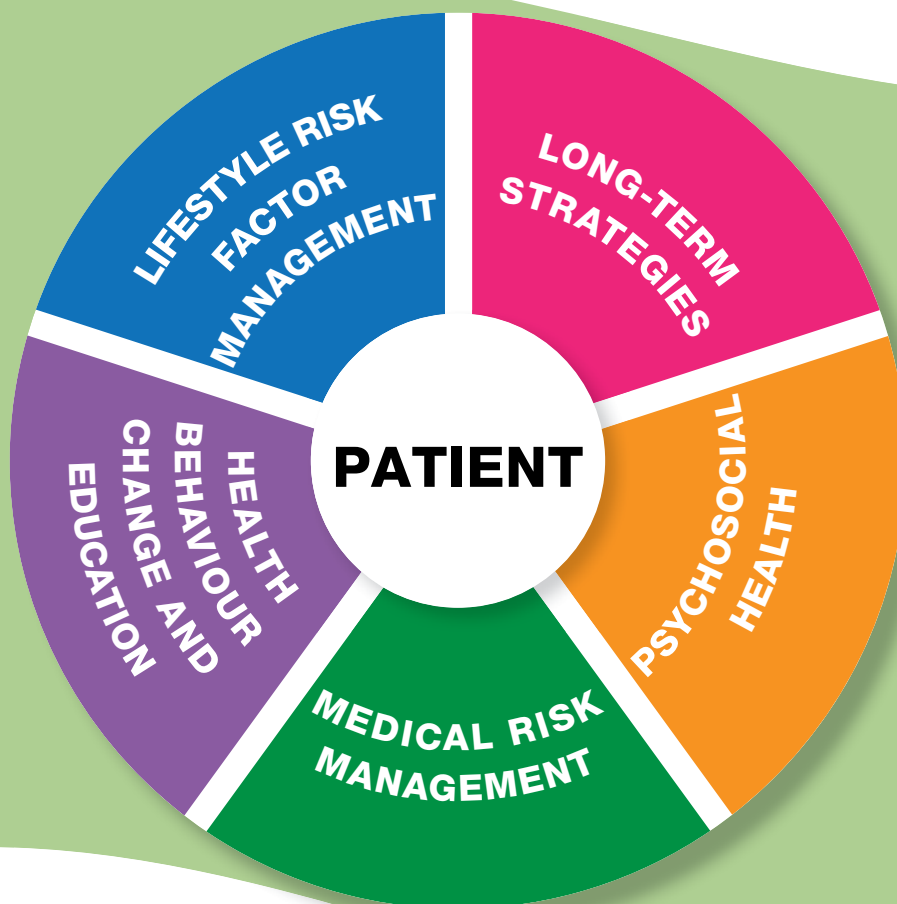 LIFESTYLE RISK
FACTOR
MANAGEMENT
LONG-TERM
STRATEGIES
PATIENT
PSYCHOSOCIAL
HEALTH
HEALTH
BEHAVIOUR
CHANGE AND
EDUCATION
MEDICAL RISK
MANAGEMENT